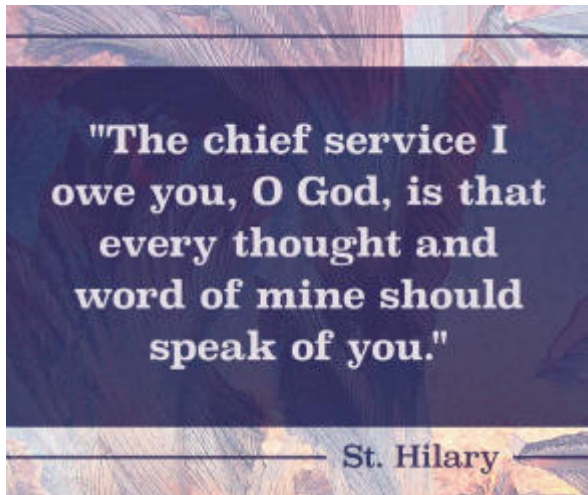 "The chief service I
owe you, O God, is that
every thought and
word of mine should
speak of you."
St. Hilary